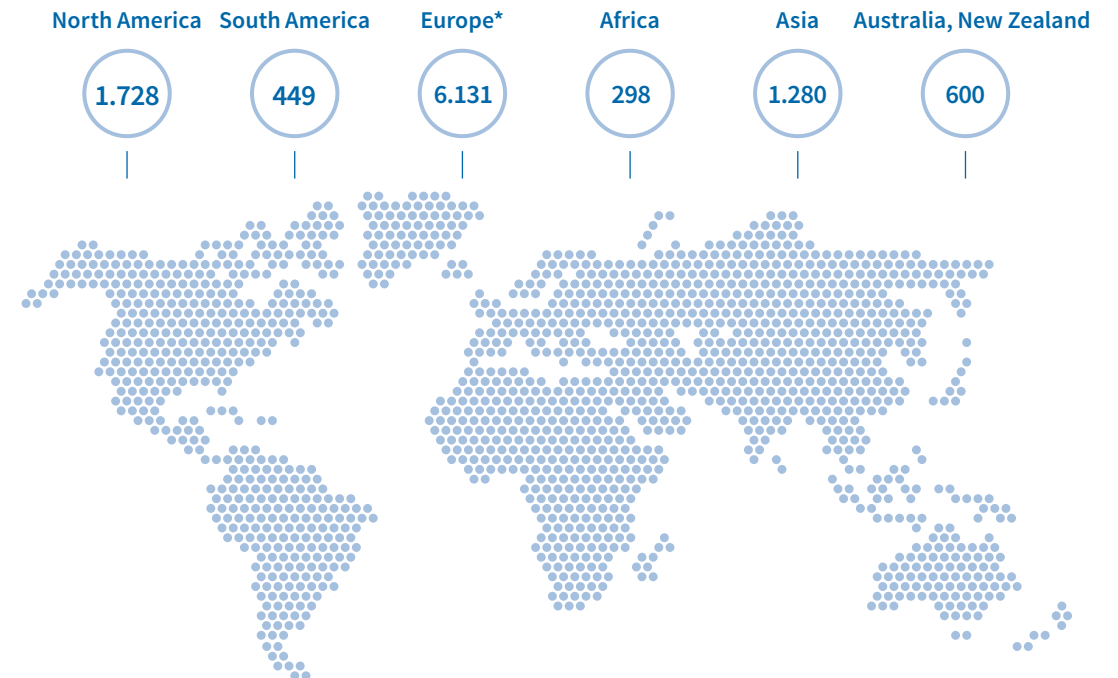 North America South America Europe* Africa Asia Australia, New Zealand
1.728 449 6.131 298 1.280 600